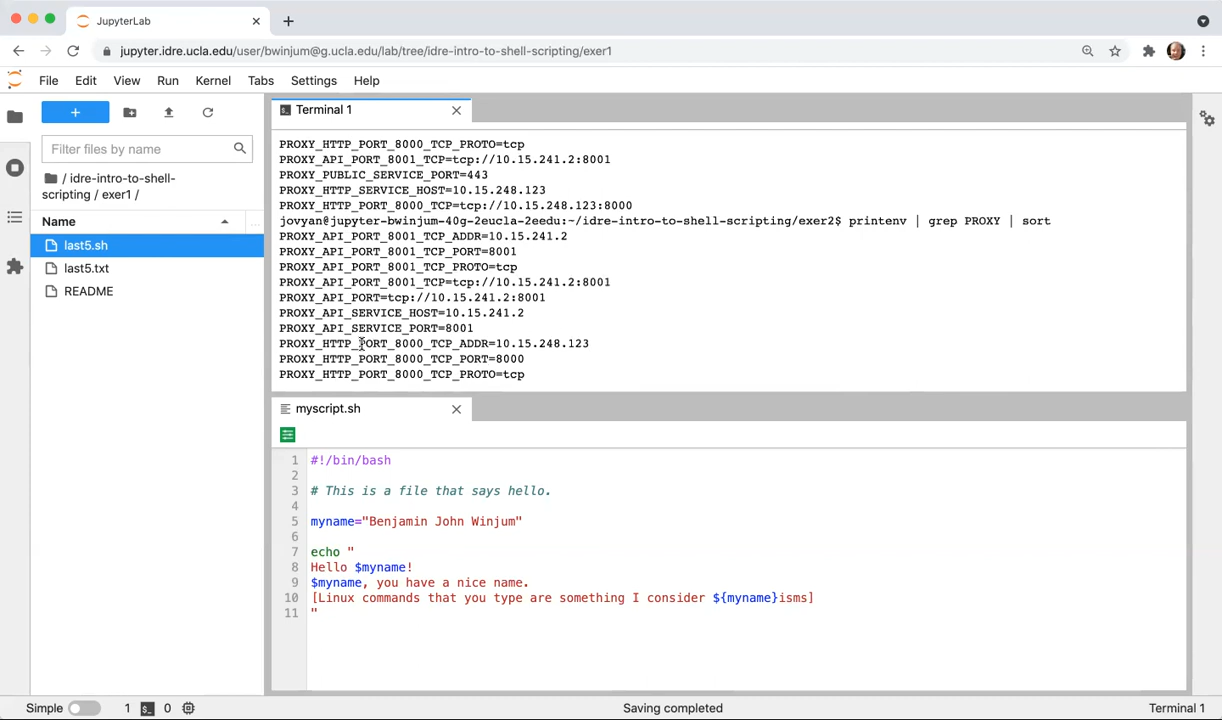 JupyterLab
jupyter.idre.ucla.edu/user/bwinjum@g.ucla.edu/lab/tree/idre-intro-to-shell-scripting/exer1
File Edit View Run Kernel Tabs Settings Help
+
Filter files by name
/ idre-intro-to-shell-
scripting / exer1 /
Name
...
last5.sh
last5.txt
README
Terminal 1
PROXY_HTTP_PORT_8000_TCP_PROTO=tcp
PROXY_API_PORT_8001_TCP=tcp://10.15.241.2:8001
PROXY_PUBLIC_SERVICE_PORT=443
PROXY_HTTP_SERVICE_HOST=10.15.248.123
PROXY_HTTP_PORT_8000_TCP=tcp://10.15.248.123:8000
jovyan@jupyter-bwinjum-40g-2eucla-2eedu:~/idre-intro-to-shell-scripting/exer2$ printenv | grep PROXY | sort
PROXY_API_PORT_8001_TCP_ADDR=10.15.241.2
PROXY_API_PORT_8001_TCP_PORT=8001
PROXY_API_PORT_8001_TCP_PROTO=tcp
PROXY_API_PORT_8001_TCP=tcp://10.15.241.2:8001
PROXY_API_PORT=tcp://10.15.241.2:8001
PROXY_API_SERVICE_HOST=10.15.241.2
PROXY_API_SERVICE_PORT=8001
PROXY_HTTP_PORT_8000_TCP_ADDR=10.15.248.123
PROXY_HTTP_PORT_8000_TCP_PORT=8000
PROXY_HTTP_PORT_8000_TCP_PROTO=tcp
myscript.sh
1 #!/bin/bash
2
3 # This is a file that says hello.
4
5 myname="Benjamin John Winjum"
6
7 echo "
8 Hello $myname!
9 $myname, you have a nice name.
10 [Linux commands that you type are something I consider ${myname}isms]
11 "
Simple 1 $_ 0 Saving completed Terminal 1